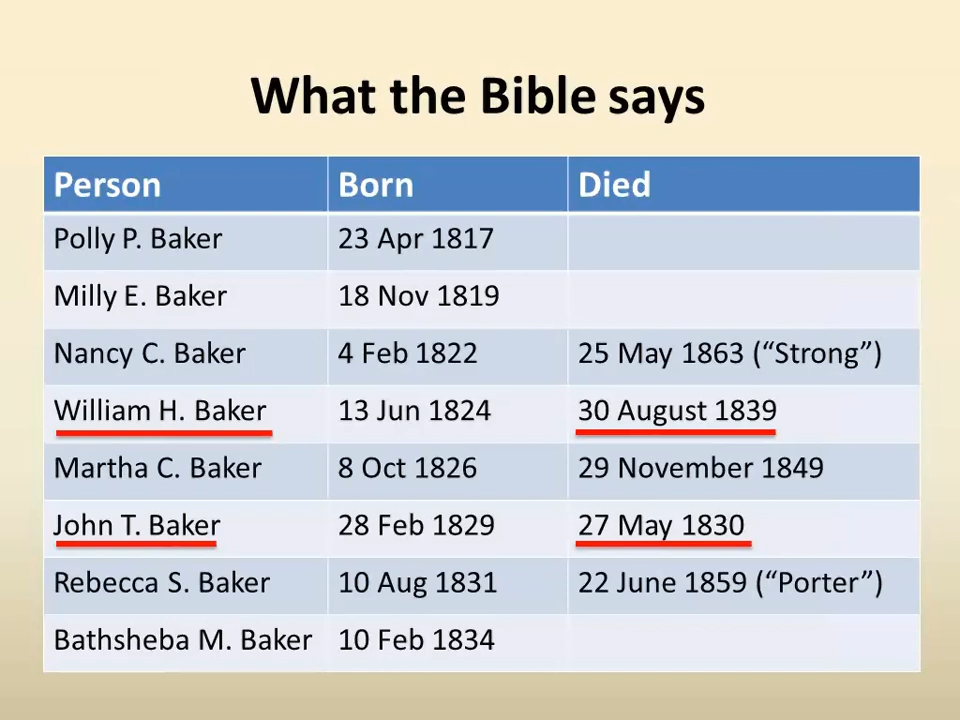 What the Bible says
Person Born Died
Polly P. Baker 23 Apr 1817
Milly E. Baker 18 Nov 1819
Nancy C. Baker 4 Feb 1822 25 May 1863 (“Strong”)
William H. Baker 13 Jun 1824 30 August 1839
Martha C. Baker 8 Oct 1826 29 November 1849
John T. Baker 28 Feb 1829 27 May 1830
Rebecca S. Baker 10 Aug 1831 22 June 1859 (“Porter”)
Bathsheba M. Baker 10 Feb 1834